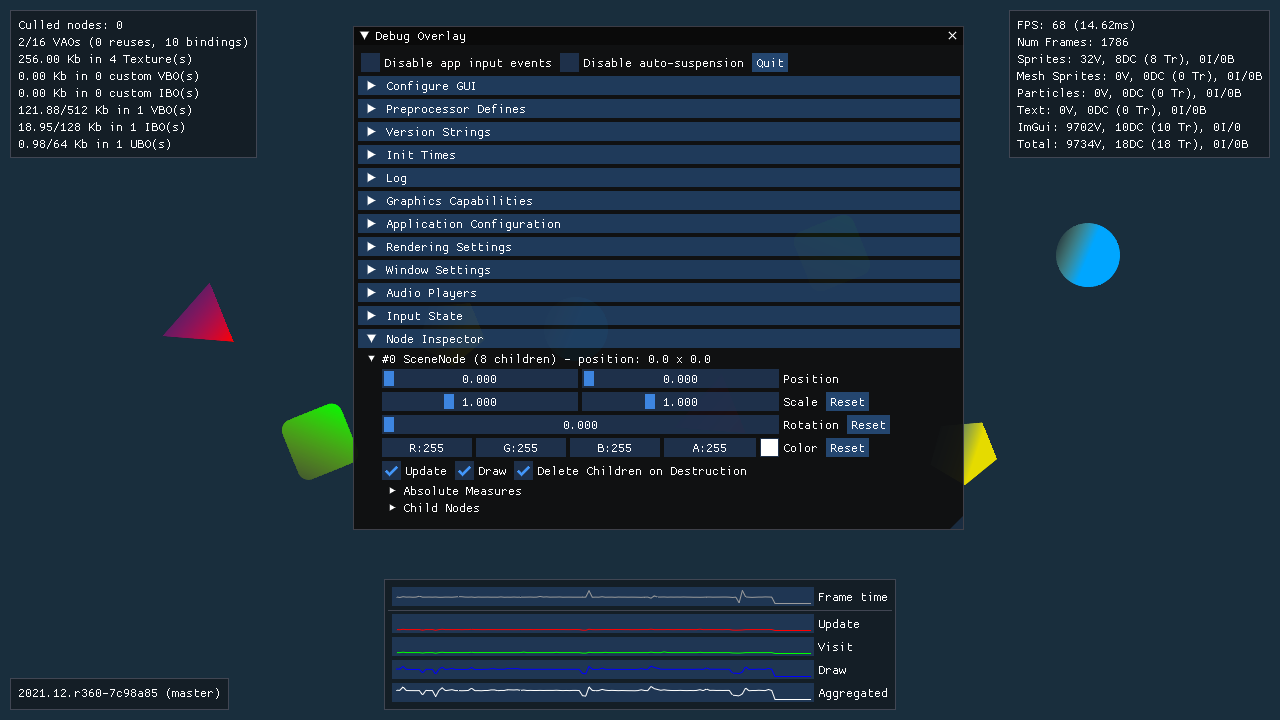 Culled nodes: 0
2/16 VAOs (0 reuses, 10 bindings)
256.00 Kb in 4 Texture(s)
0.00 Kb in 0 custom VBO(s)
0.00 Kb in 0 custom IBO(s)
121.88/512 Kb in 1 VBO(s)
18.95/128 Kb in 1 IBO(s)
0.98/64 Kb in 1 UBO(s)
Debug Overlay
Disable app input events Disable auto-suspension Quit
Configure GUI
Preprocessor Defines
Version Strings
Init Times
Log
Graphics Capabilities
Application Configuration
Rendering Settings
Window Settings
Audio Players
Input State
Node Inspector
#0 SceneNode (8 children) - position: 0.0 x 0.0
0.000 0.000 Position
1.000 1.000 Scale Reset
0.000 Rotation Reset
R:255 G:255 B:255 A:255 Color Reset
Update Draw Delete Children on Destruction
Absolute Measures
Child Nodes
FPS: 68 (14.62ms)
Num Frames: 1786
Sprites: 32V, 8DC (8 Tr), 0I/0B
Mesh Sprites: 0V, 0DC (0 Tr), 0I/0B
Particles: 0V, 0DC (0 Tr), 0I/0B
Text: 0V, 0DC (0 Tr), 0I/0B
ImGui: 9702V, 10DC (10 Tr), 0I/0
Total: 9734V, 18DC (18 Tr), 0I/0B
Frame time
Update
Visit
Draw
Aggregated
2021.12.r360-7c98a85 (master)